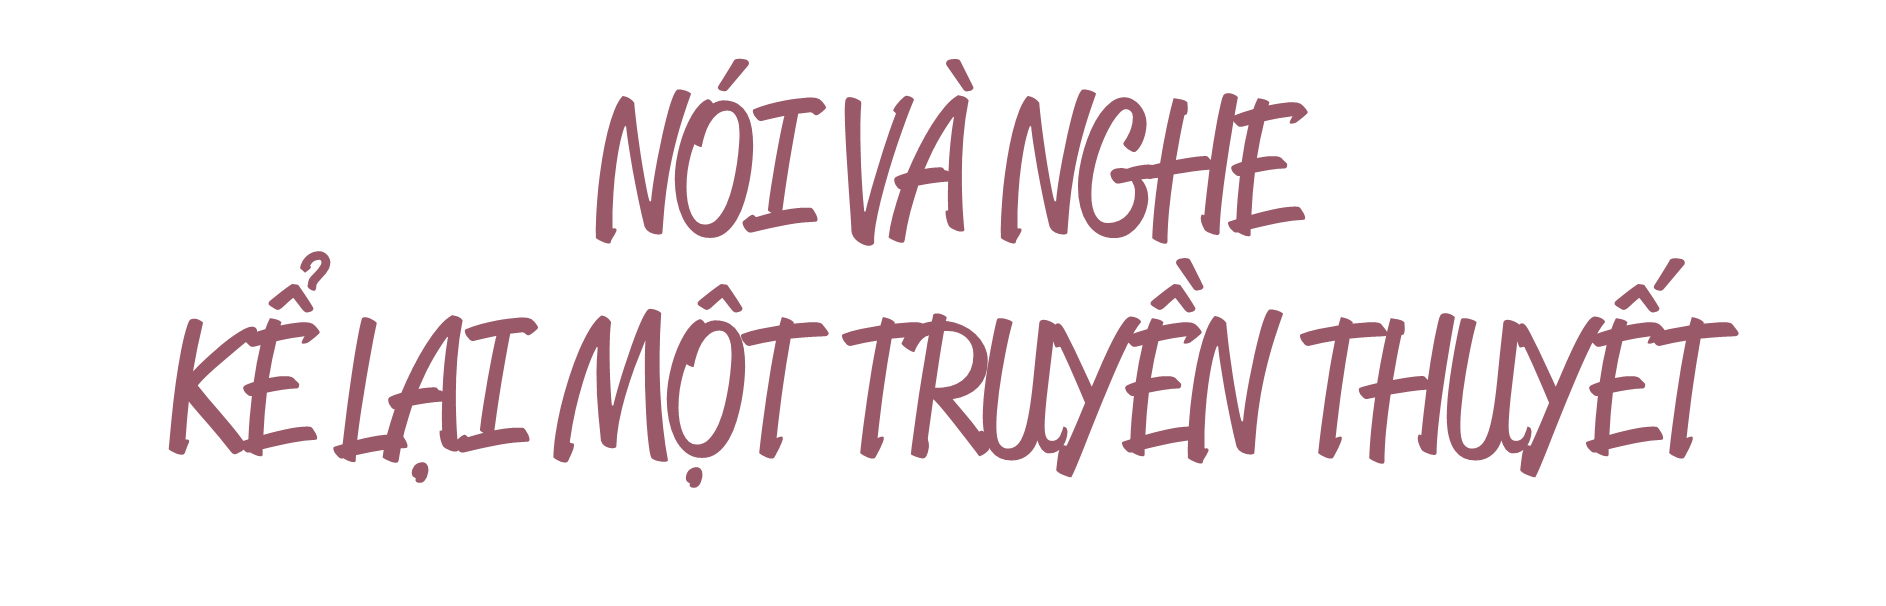 NÓI VÀ NGHE
KỂ LẠI MỘT TRUYỀN THUYẾT